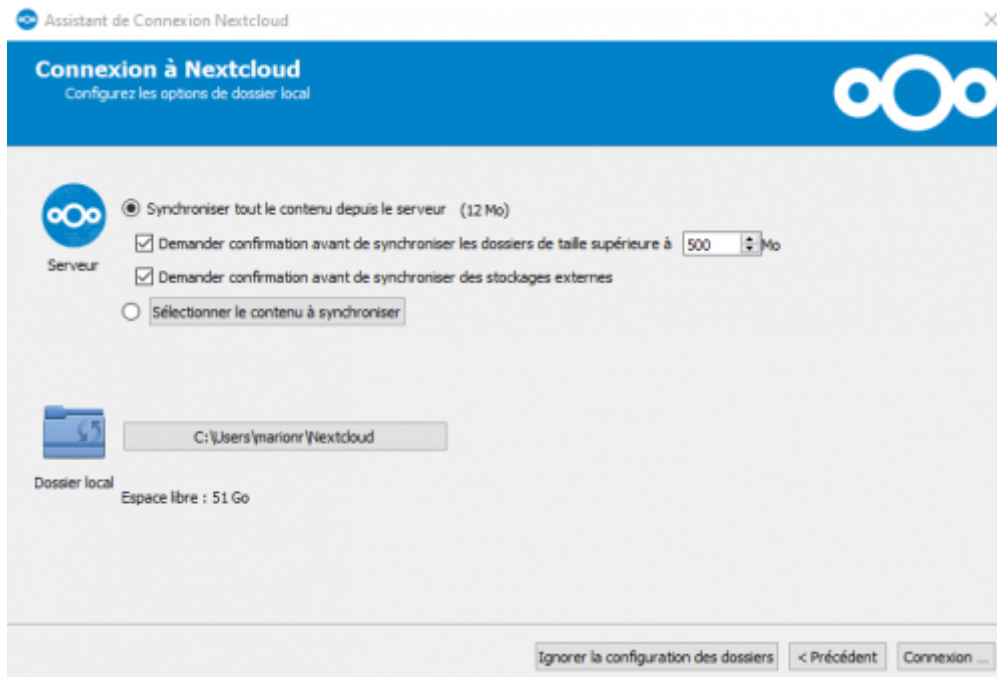 Assistant de Connexion Nextcloud
Connexion à Nextcloud
Configurez les options de dossier local
Synchroniser tout le contenu depuis le serveur (12 Mo)
Demander confirmation avant de synchroniser les dossiers de taille supérieure à 500 Mo
Serveur
Demander confirmation avant de synchroniser des stockages externes
Sélectionner le contenu à synchroniser
C:\Users\marionr\Nextcloud
Dossier local
Espace libre : 51 Go
Ignorer la configuration des dossiers < Précédent Connexion ...